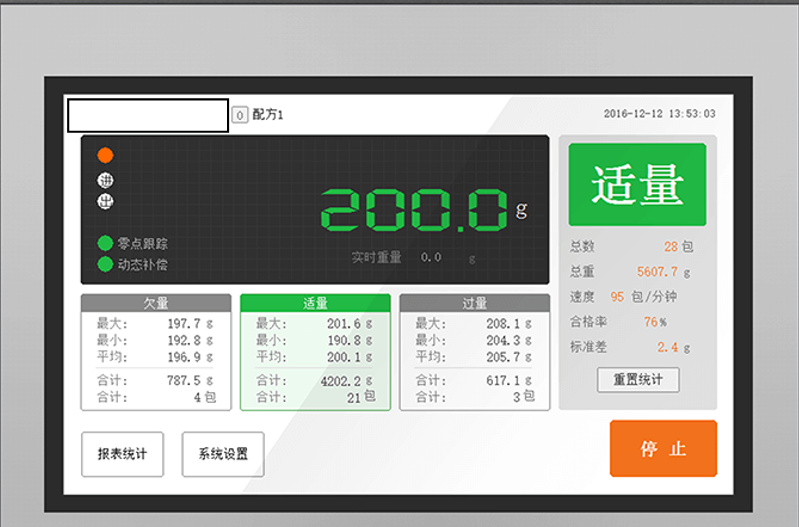 0 配方1 2016-12-12 13:53:03
进
出
零点跟踪
动态补偿
200.0 g
实时重量 0.0 g
适量
总数 28 包
总重 5607.7 g
速度 95 包/分钟
合格率 76%
标准差 2.4 g
重置统计
欠量
最大: 197.7 g
最小: 192.8 g
平均: 196.9 g
合计: 787.5 g
合计: 4 包
适量
最大: 201.6 g
最小: 190.8 g
平均: 200.1 g
合计: 4202.2 g
合计: 21 包
过量
最大: 208.1 g
最小: 204.3 g
平均: 205.7 g
合计: 617.1 g
合计: 3 包
报表统计 系统设置 停止